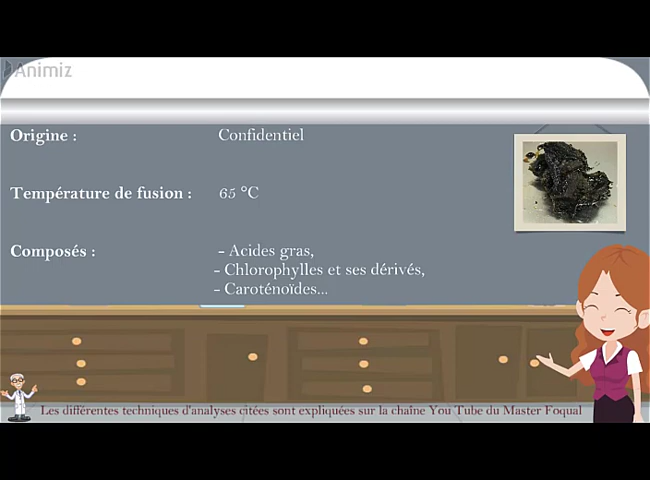 Animiz
Origine : Confidentiel
Température de fusion : 65 °C
Composés : - Acides gras,
- Chlorophylles et ses dérivés,
- Caroténoïdes...
Les différentes techniques d'analyses citées sont expliquées sur la chaîne You Tube du Master Foqual